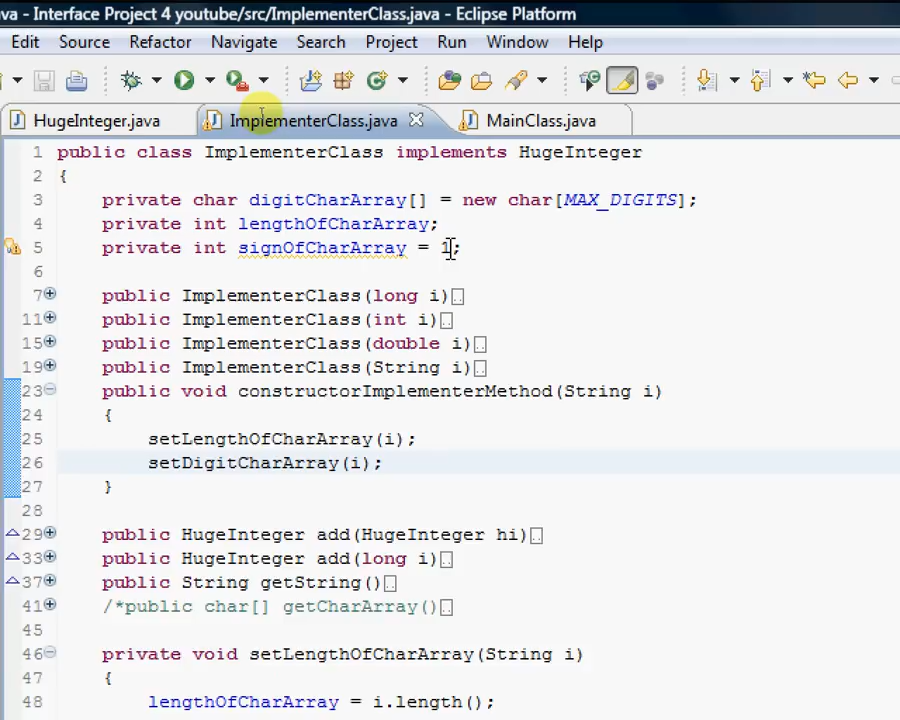 va - Interface Project 4 youtube/src/ImplementerClass.java - Eclipse Platform
Edit Source Refactor Navigate Search Project Run Window Help
HugeInteger.java ImplementerClass.java MainClass.java
1 public class ImplementerClass implements HugeInteger
2 {
3 private char digitCharArray[] = new char[MAX_DIGITS];
4 private int lengthOfCharArray;
5 private int signOfCharArray = 1;
6
7 public ImplementerClass(long i)
11 public ImplementerClass(int i)
15 public ImplementerClass(double i)
19 public ImplementerClass(String i)
23 public void constructorImplementerMethod(String i)
24 {
25 setLengthOfCharArray(i);
26 setDigitCharArray(i);
27 }
28
29 public HugeInteger add(HugeInteger hi)
33 public HugeInteger add(long i)
37 public String getString()
41 /*public char[] getCharArray()
45
46 private void setLengthOfCharArray(String i)
47 {
48 lengthOfCharArray = i.length();